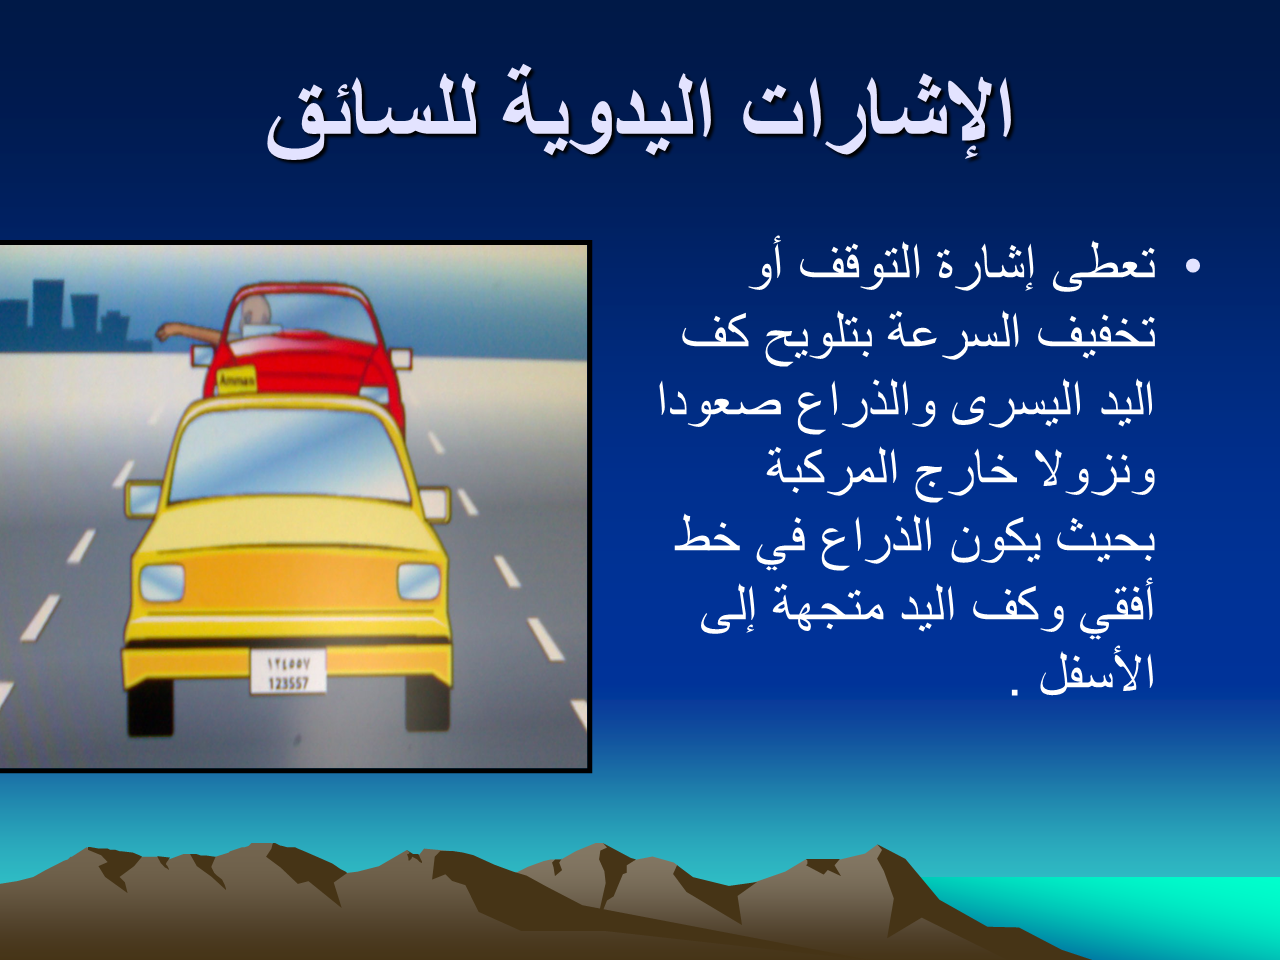 الإشارات اليدوية للسائق
• تعطى إشارة التوقف أو
تخفيف السرعة بتلويح كف
اليد اليسرى والذراع صعودا
ونزولا خارج المركبة
بحيث يكون الذراع في خط
أفقي وكف اليد متجهة إلى
الأسفل .
١٢٤٥٥٧
123557